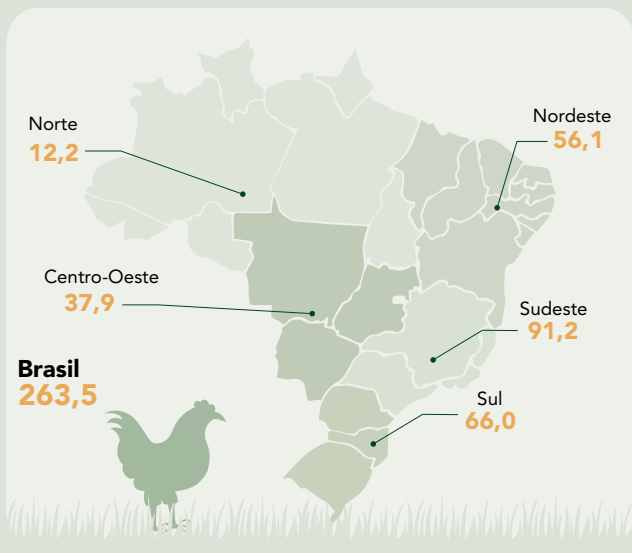 Norte
12,2
Nordeste
56,1
Centro-Oeste
37,9
Sudeste
91,2
Brasil
263,5
Sul
66,0